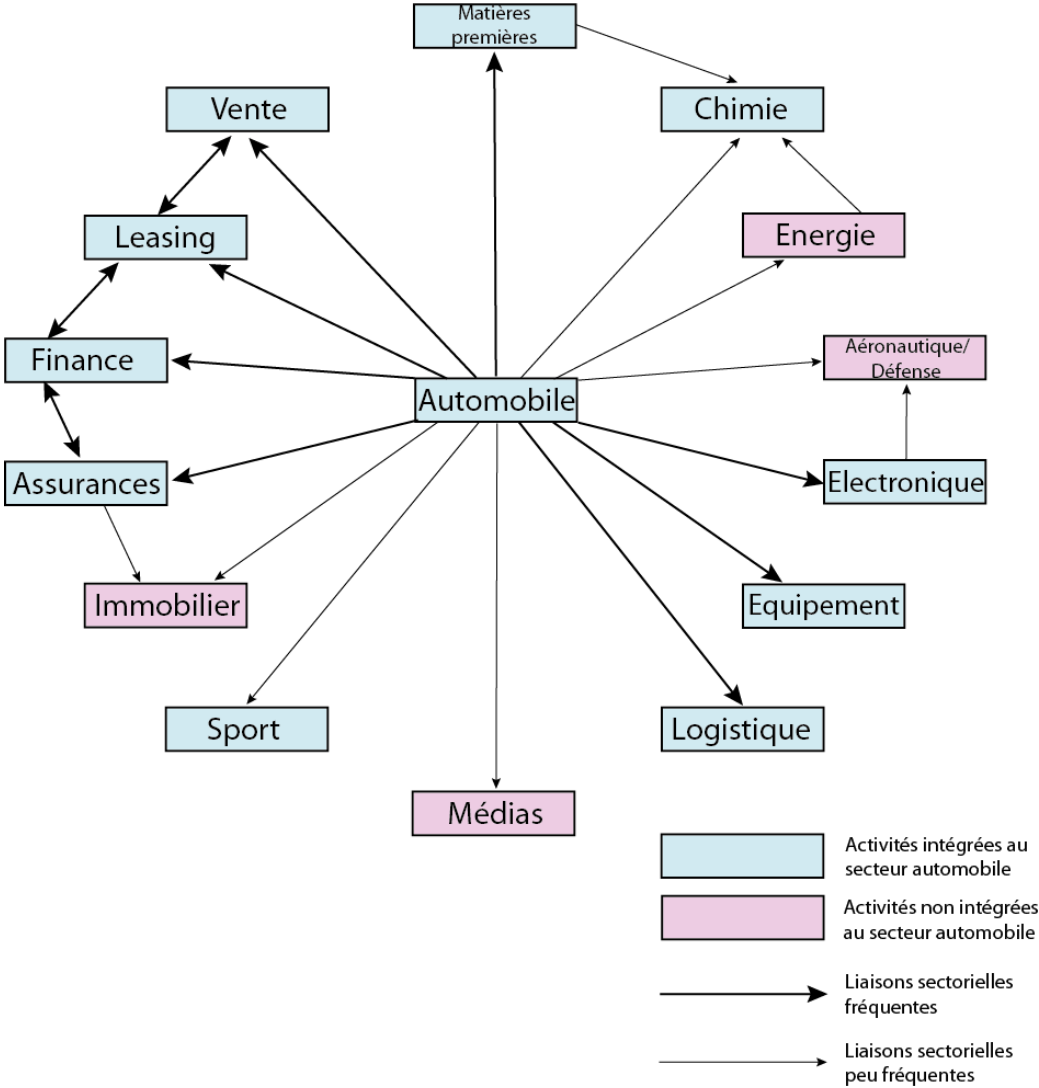 Matières
premières
Vente
Chimie
Leasing
Energie
Finance
Aéronautique/
Défense
Automobile
Assurances
Electronique
Immobilier
Equipement
Sport
Logistique
Médias
Activités intégrées au
secteur automobile
Activités non intégrées
au secteur automobile
Liaisons sectorielles
fréquentes
Liaisons sectorielles
peu fréquentes